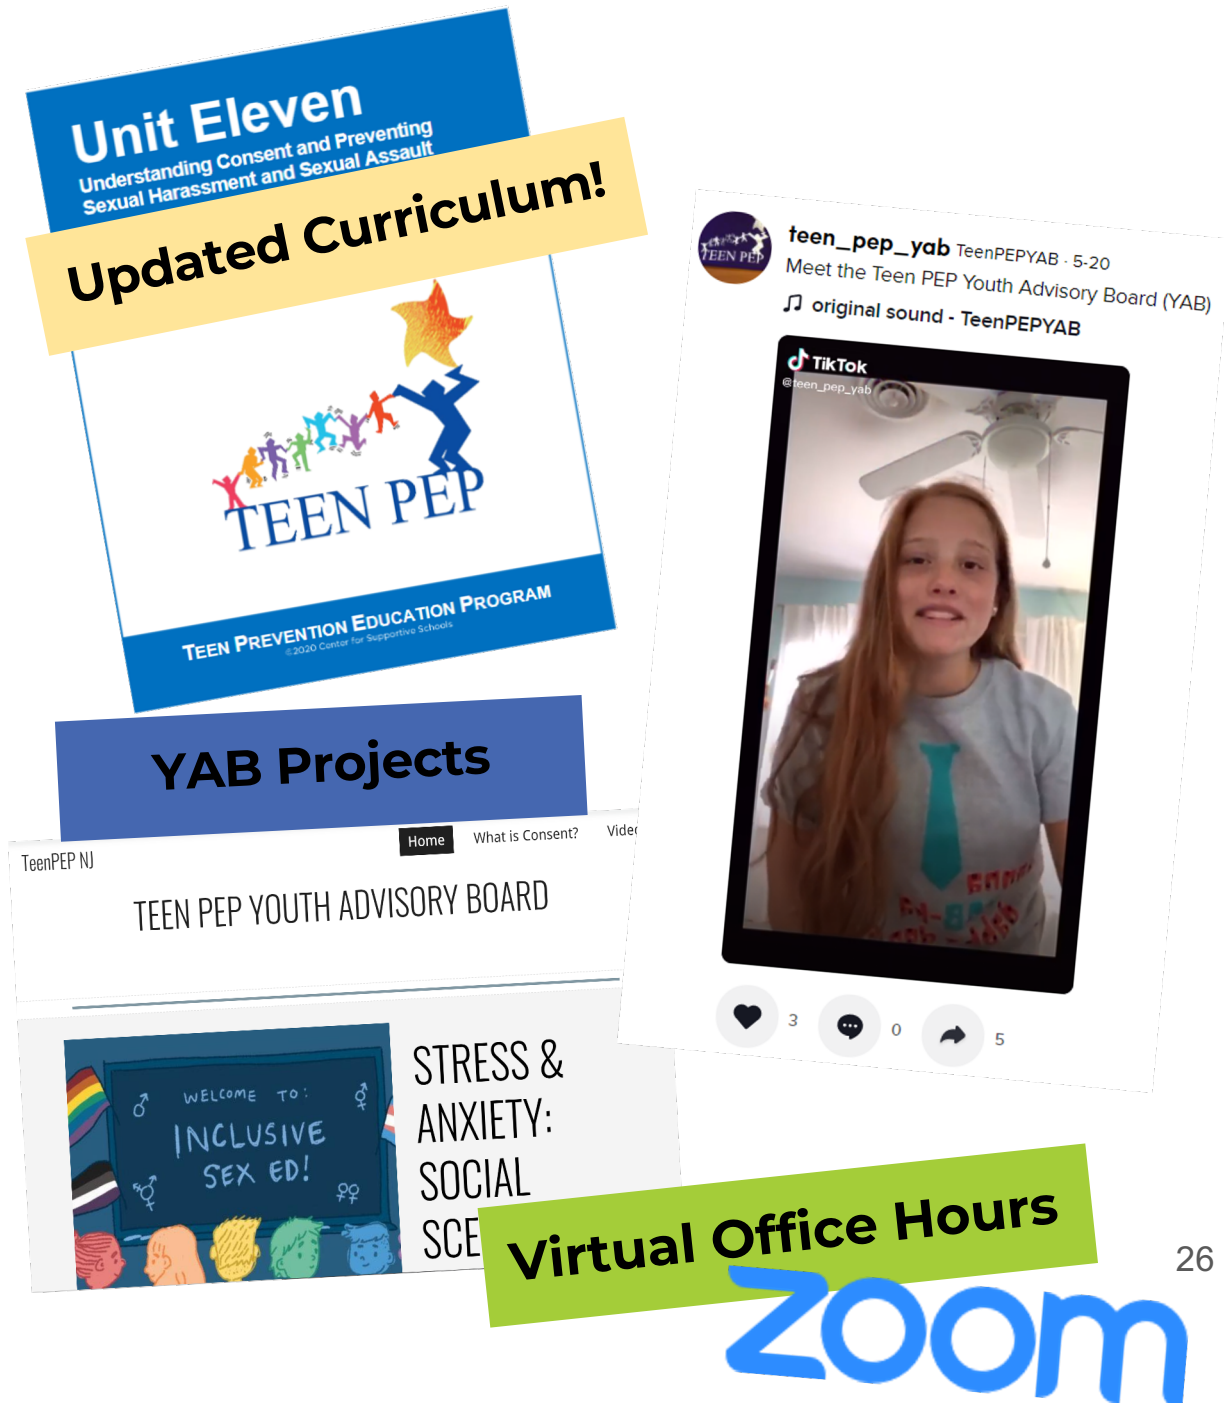 Unit Eleven
Understanding Consent and Preventing
Sexual Harassment and Sexual Assault
Updated Curriculum!
TEEN PEP
TEEN PREVENTION EDUCATION PROGRAM
©2020 Center for Supportive Schools
teen_pep_yab TeenPEPYAB · 5-20
Meet the Teen PEP Youth Advisory Board (YAB)
original sound - TeenPEPYAB
TEEN PEP
TikTok
@teen_pep_yab
3
0
5
YAB Projects
TeenPEP NJ
Home
What is Consent?
TEEN PEP YOUTH ADVISORY BOARD
WELCOME TO:
INCLUSIVE
SEX ED!
STRESS &
ANXIETY:
SOCIAL
Virtual Office Hours
zoom
26